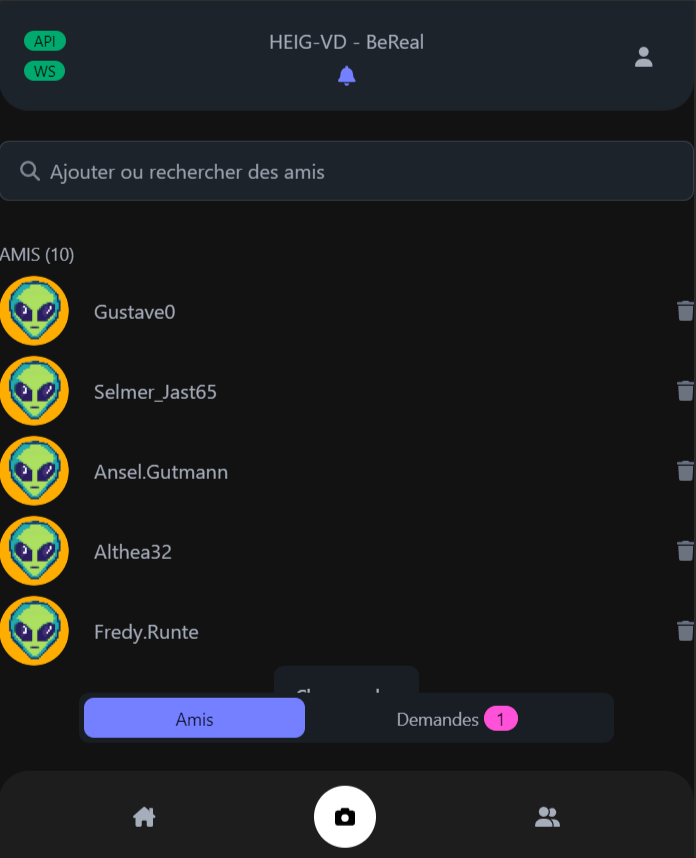 API
HEIG-VD - BeReal
WS
Ajouter ou rechercher des amis
AMIS (10)
Gustave0
Selmer_Jast65
Ansel.Gutmann
Althea32
Fredy.Runte
Amis
Demandes 1